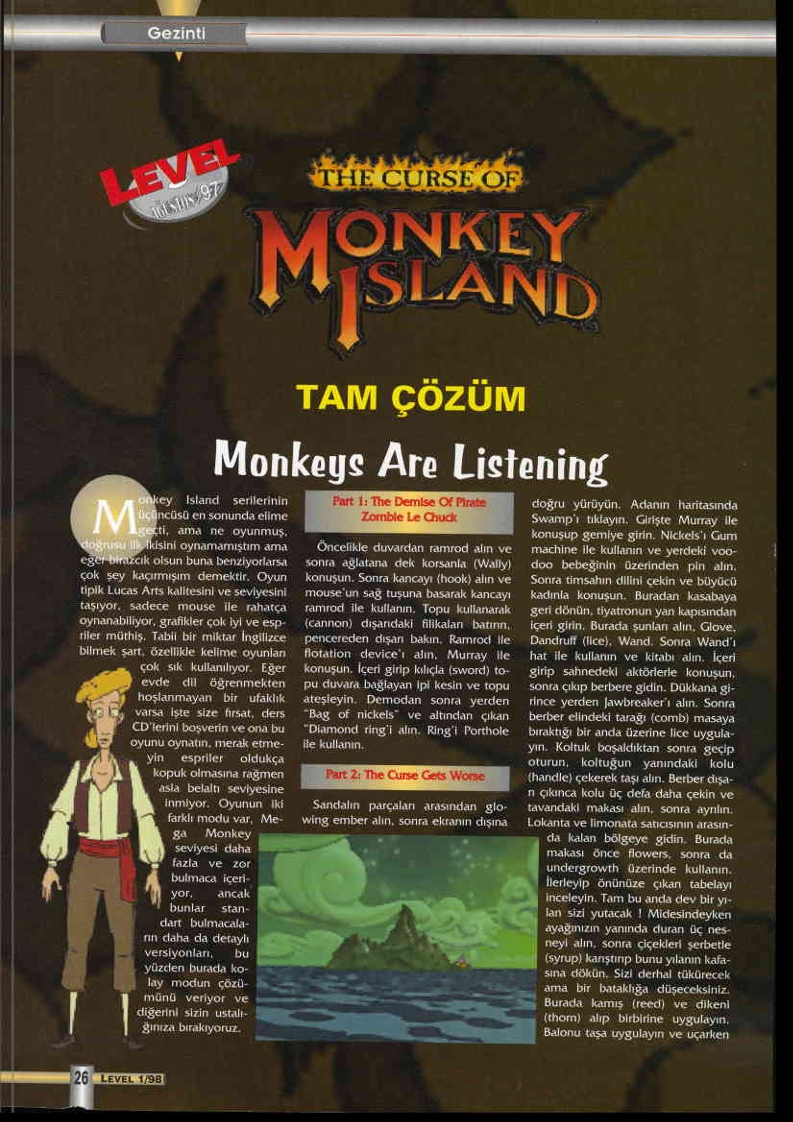 Gezinti
LEVEL
AĞUSTOS/97
THE CURSE OF
MONKEY
ISLAND
TAM ÇÖZÜM
Monkeys Are Listening
Monkey Island serilerinin
üçüncüsü en sonunda elime
geçti, ama ne oyunmuş,
doğrusu ilk ikisini oynamamıştım ama
eğer birazcık olsun buna benziyorlarsa
çok şey kaçırmışım demektir. Oyun
tipik Lucas Arts kalitesini ve seviyesini
taşıyor, sadece mouse ile rahatça
oynanabiliyor, grafikler çok iyi ve esp-
riler müthiş. Tabii bir miktar İngilizce
bilmek şart, özellikle kelime oyunları
çok sık kullanılıyor. Eğer
evde dil öğrenmekten
hoşlanmayan bir ufaklık
varsa işte size fırsat, ders
CD'lerini boşverin ve ona bu
oyunu oynatın, merak etme-
yin espriler oldukça
kopuk olmasına rağmen
asla belaltı seviyesine
inmiyor. Oyunun iki
farklı modu var, Me-
ga Monkey
seviyesi daha
fazla ve zor
bulmaca içeri-
yor, ancak
bunlar stan-
dart bulmacala-
rın daha da detaylı
versiyonları, bu
yüzden burada ko-
lay modun çözü-
münü veriyor ve
diğerini sizin ustalı-
ğınıza bırakıyoruz.
Part 1: The Demise Of Pirate
Zombie Le Chuck
Öncelikle duvardan ramrod alın ve
sonra ağlatana dek korsanla (Wally)
konuşun. Sonra kancayı (hook) alın ve
mouse'un sağ tuşuna basarak kancayı
ramrod ile kullanın. Topu kullanarak
(cannon) dışarıdaki filikaları batırın,
pencereden dışarı bakın. Ramrod ile
flotation device'ı alın, Murray ile
konuşun. İçeri girip kılıçla (sword) to-
pu duvara bağlayan ipi kesin ve topu
ateşleyin. Demodan sonra yerden
"Bag of nickels" ve altından çıkan
"Diamond ring'i alın. Ring'i Porthole
ile kullanın.
Part 2: The Curse Gets Worse
Sandalın parçaları arasından glo-
wing ember alın, sonra ekranın dışına
doğru yürüyün. Adanın haritasında
Swamp'ı tıklayın. Girişte Murray ile
konuşup gemiye girin. Nickels'ı Gum
machine ile kullanın ve yerdeki voo-
doo bebeğinin üzerinden pin alın.
Sonra timsahın dilini çekin ve büyücü
kadınla konuşun. Buradan kasabaya
geri dönün, tiyatronun yan kapısından
içeri girin. Burada şunları alın, Glove,
Dandruff (lice), Wand. Sonra Wand'ı
hat ile kullanın ve kitabı alın. İçeri
girip sahnedeki aktörlerle konuşun,
sonra çıkıp berbere gidin. Dükkana gi-
rince yerden Jawbreaker'ı alın. Sonra
berber elindeki tarağı (comb) masaya
bıraktığı bir anda üzerine lice uygula-
yın. Koltuk boşaldıktan sonra geçip
oturun, koltuğun yanındaki kolu
(handle) çekerek taşı alın. Berber dışa-
rı çıkınca kolu üç defa daha çekin ve
tavandaki makası alın, sonra ayrılın.
Lokanta ve limonata satıcısının arasın-
da kalan bölgeye gidin. Burada
makası önce flowers, sonra da
undergrowth üzerinde kullanın.
İlerleyip önünüze çıkan tabelayı
inceleyin. Tam bu anda dev bir yı-
lan sizi yutacak ! Midesindeyken
ayağınızın yanında duran üç nes-
neyi alın, sonra çiçekleri şerbetle
(syrup) karıştırıp bunu yılanın kafa-
sına dökün. Sizi derhal tükürecek
ama bir bataklığa düşeceksiniz.
Burada kamış (reed) ve dikeni
(thorn) alıp birbirine uygulayın.
Balonu taşa uygulayın ve uçarken
26 LEVEL 1/98